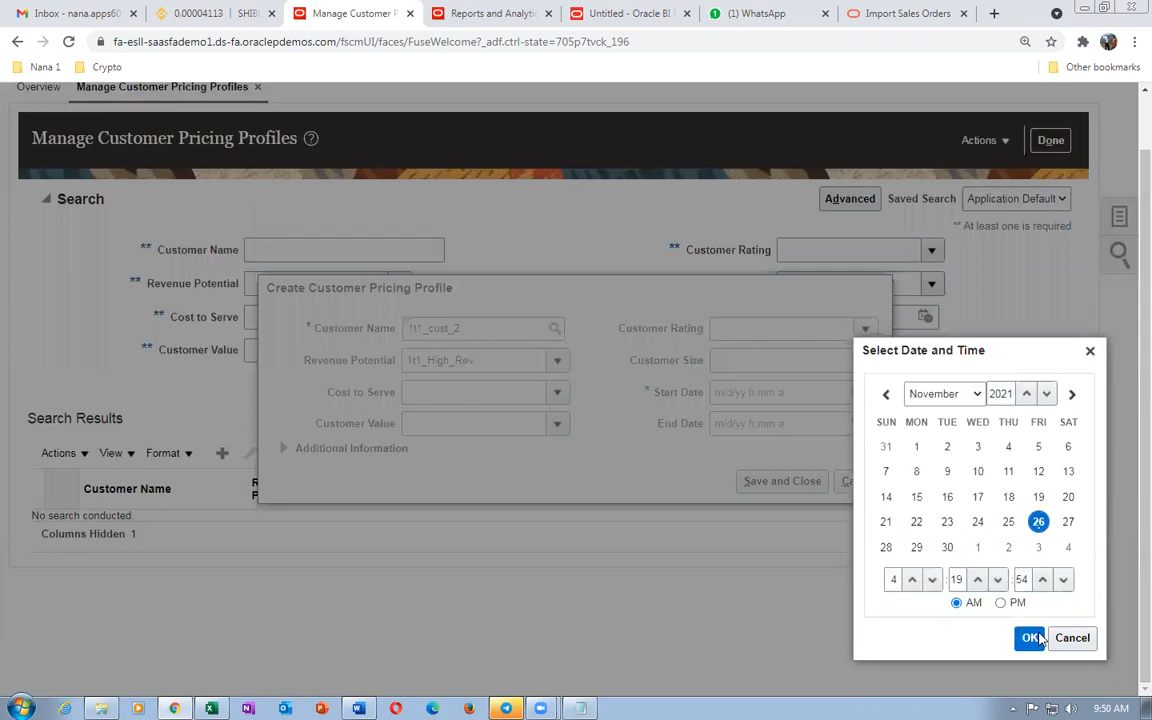 Inbox - nana.apps60
0.00004113 | SHIB
Manage Customer P
Reports and Analytic
Untitled - Oracle BI
(1) WhatsApp
Import Sales Orders
fa-esll-saasfademo1.ds-fa.oraclepdemos.com/fscmUI/faces/FuseWelcome?_adf.ctrl-state=705p7tvck_196
Nana 1
Crypto
Other bookmarks
Overview
Manage Customer Pricing Profiles
Manage Customer Pricing Profiles
Actions
Done
Search
Advanced
Saved Search
Application Default
** At least one is required
** Customer Name
** Customer Rating
** Revenue Potential
** Cost to Serve
** Customer Value
Create Customer Pricing Profile
* Customer Name 1t1_cust_2
Customer Rating
Revenue Potential 1t1_High_Rev
Customer Size
Cost to Serve
* Start Date m/d/yy h:mm a
Customer Value
End Date m/d/yy h:mm a
Additional Information
Save and Close
Search Results
Actions View Format
Customer Name
No search conducted.
Columns Hidden 1
Select Date and Time
November 2021
SUN MON TUE WED THU FRI SAT
31 1 2 3 4 5 6
7 8 9 10 11 12 13
14 15 16 17 18 19 20
21 22 23 24 25 26 27
28 29 30 1 2 3 4
4 : 19 : 54
AM PM
OK Cancel
9:50 AM